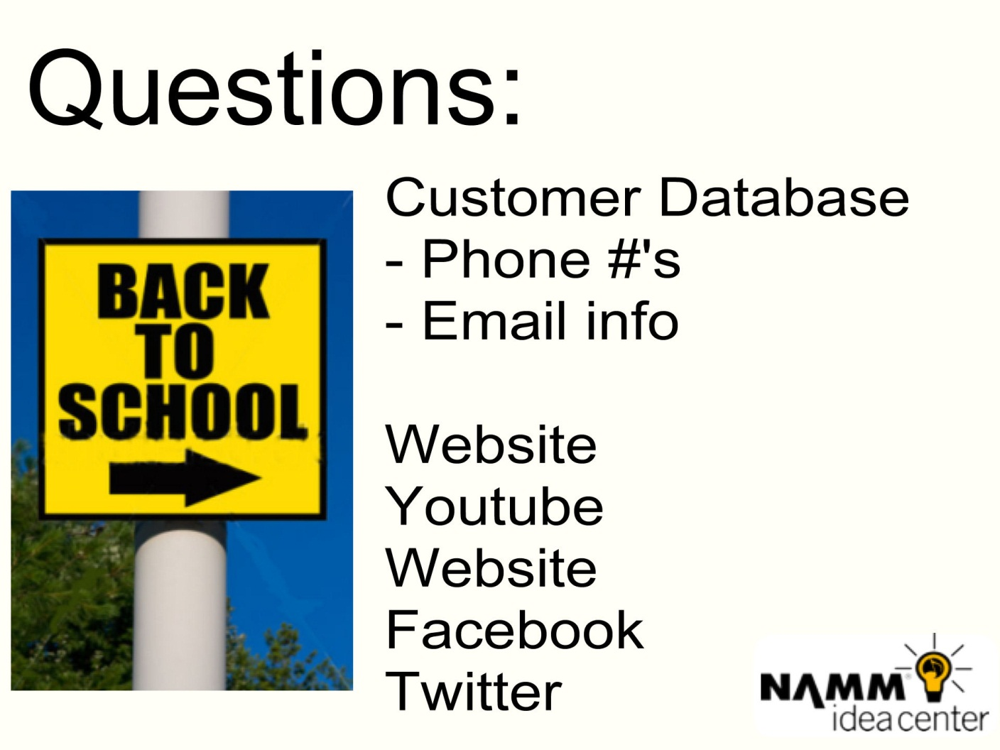 Questions:
BACK
TO
SCHOOL
Customer Database
- Phone #'s
- Email info
Website
Youtube
Website
Facebook
Twitter
NAMM®
idea center